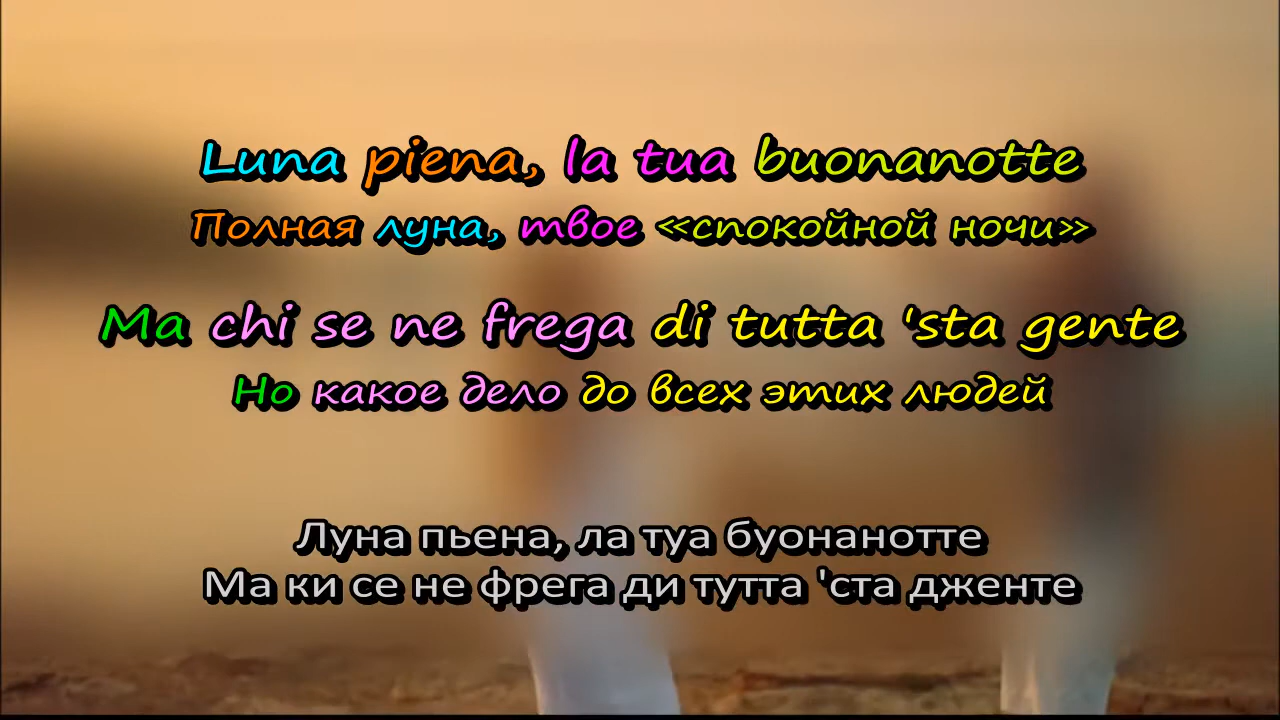 Luna piena, la tua buonanotte
Полная луна, твое «спокойной ночи»
Ma chi se ne frega di tutta 'sta gente
Но какое дело до всех этих людей
Луна пьена, ла туа буонанотте
Ма ки се не фрега ди тутта 'ста дженте